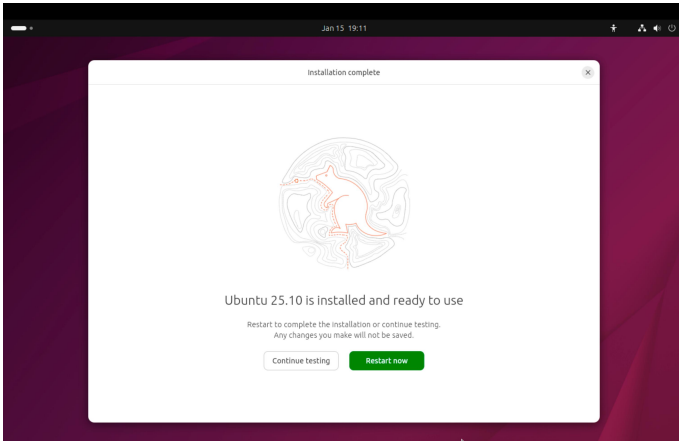 Jan 15 19:11
Installation complete
Ubuntu 25.10 is installed and ready to use
Restart to complete the installation or continue testing.
Any changes you make will not be saved.
Continue testing
Restart now